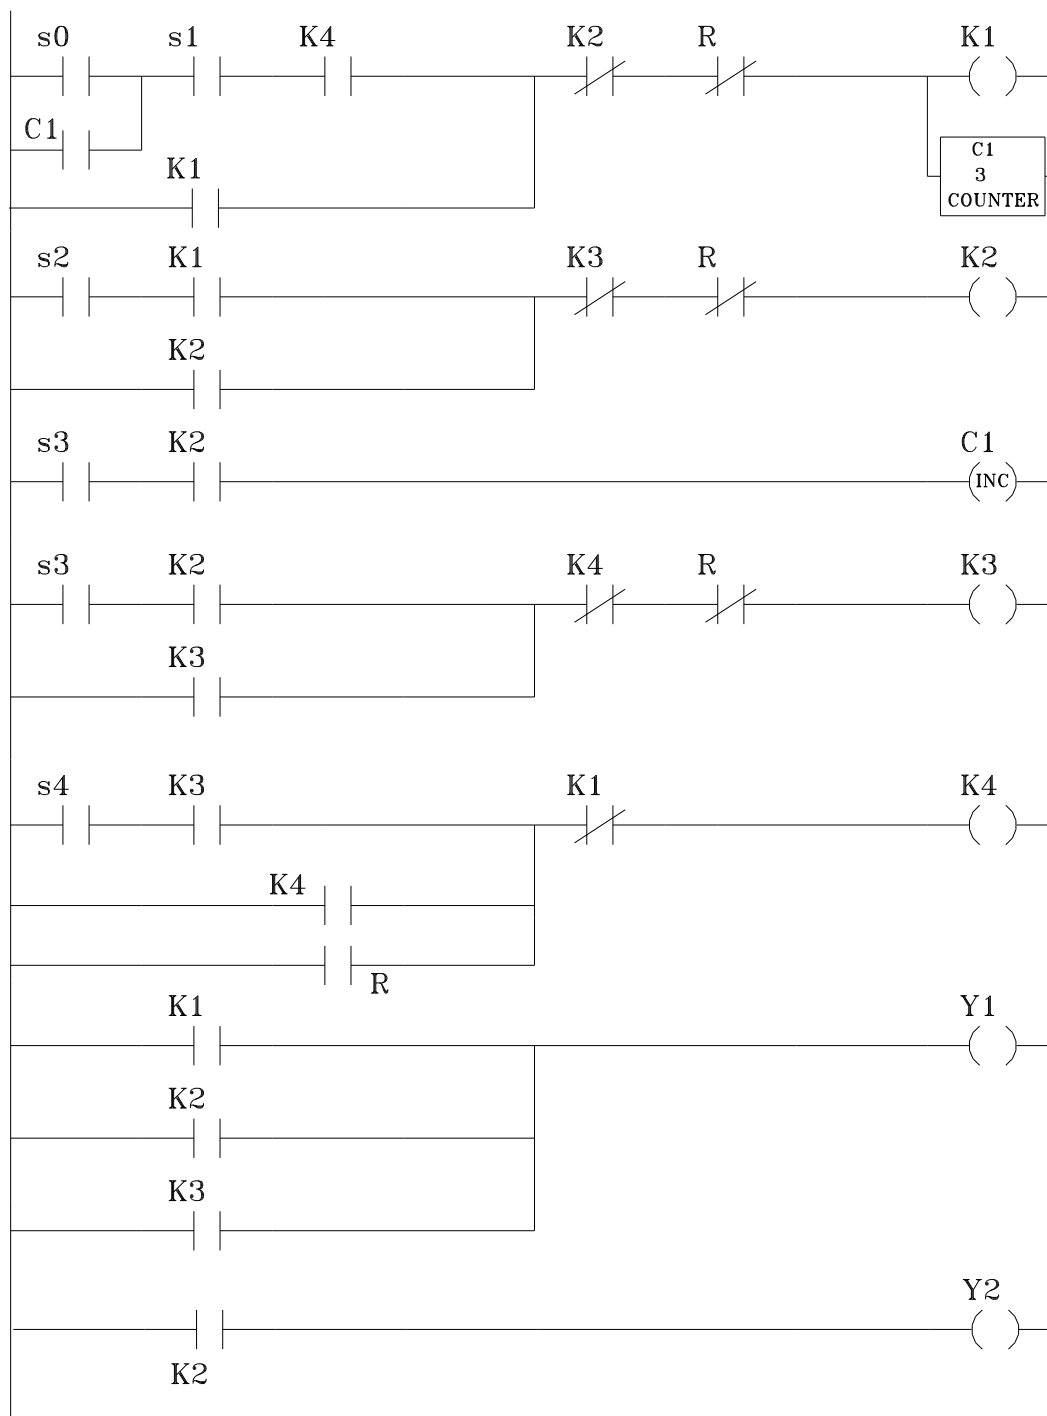 s0 s1 K4 K2 R K1
C1
C1
3
COUNTER
K1
s2 K1 K3 R K2
K2
s3 K2 C1
INC
s3 K2 K4 R K3
K3
s4 K3 K1 K4
K4
R
K1 Y1
K2
K3
Y2
K2